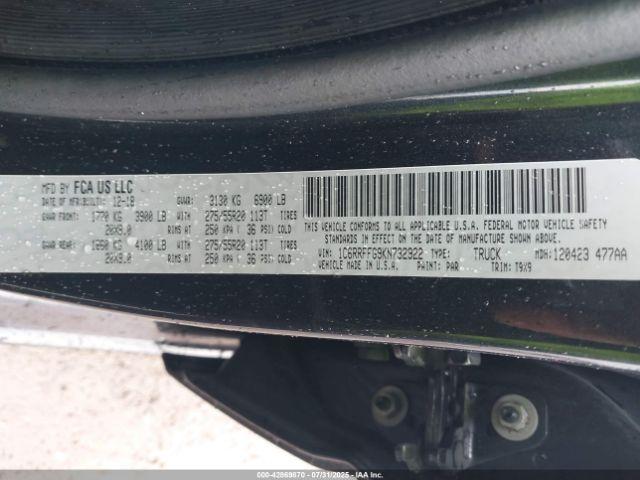 MFD BY FCA US LLC
DATE OF MFR(BUILT): 12-18 GVWR: 3130 KG 6900 LB
GAWR FRONT: 1770 KG 3900 LB WITH 275/55R20 113T TIRES
20X9.0 RIMS AT 250 KPA ( 36 PSI) COLD
GAWR REAR: 1860 KG 4100 LB WITH 275/55R20 113T TIRES
20X9.0 RIMS AT 250 KPA ( 36 PSI) COLD
THIS VEHICLE CONFORMS TO ALL APPLICABLE U.S.A. FEDERAL MOTOR VEHICLE SAFETY
STANDARDS IN EFFECT ON THE DATE OF MANUFACTURE SHOWN ABOVE.
VIN: 1C6RRFFG9KN732922 TYPE: TRUCK MDH: 120423 477AA
VEHICLE MADE IN U.S.A. PAINT: PAR TRIM: T9X9
000-42869870 07/31/2025 - COPYRIGHT IAA, LLC